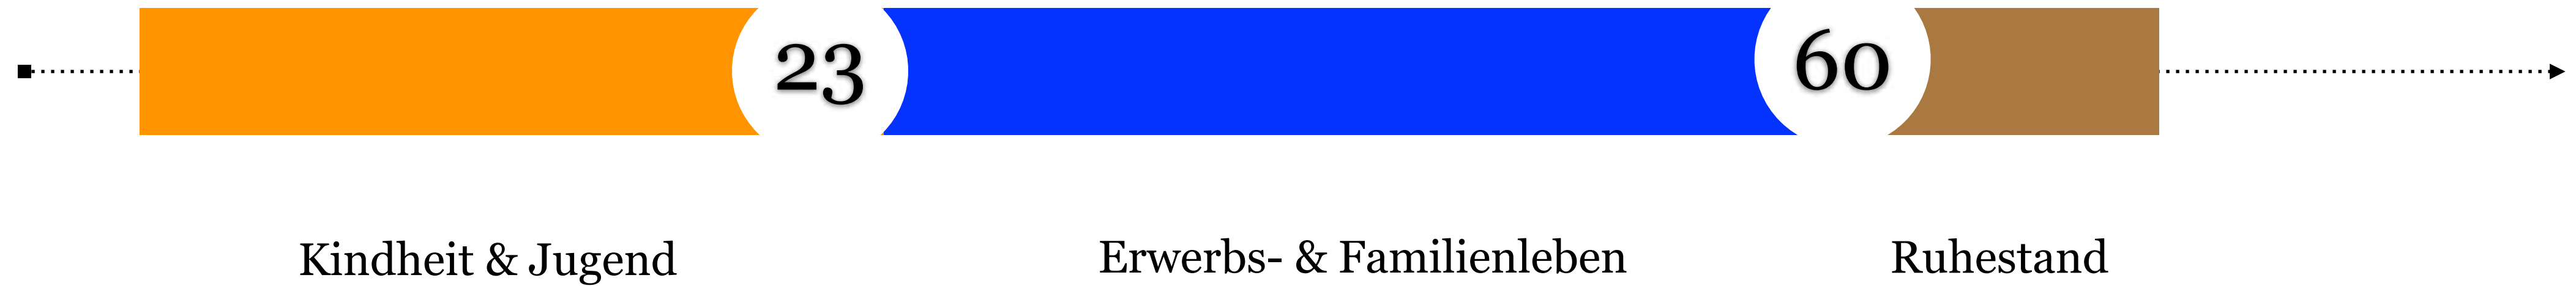 23
60
Kindheit & Jugend
Erwerbs- & Familienleben
Ruhestand